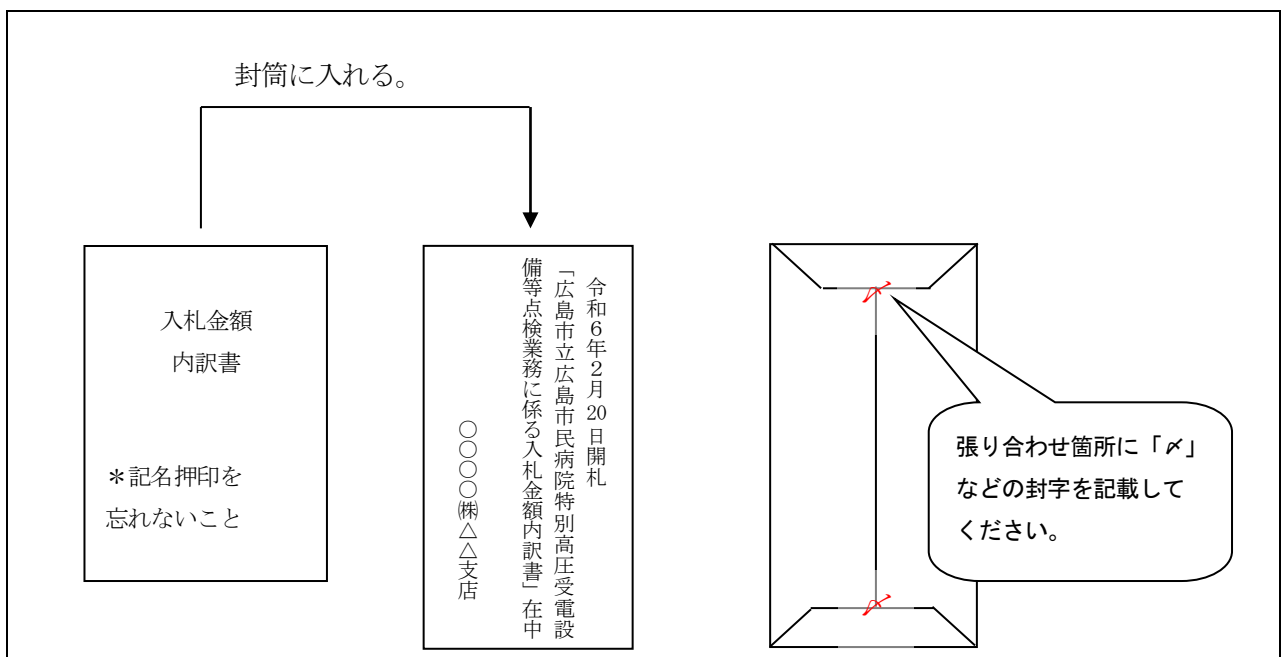 封筒に入れる。
入札金額
内訳書
＊記名押印を
忘れないこと
令和６年２月20日開札
「広島市立広島市民病院特別高圧受電設
備等点検業務に係る入札金額内訳書」在中
○○○○㈱△△支店
〆
張り合わせ箇所に「〆」
などの封字を記載して
ください。
〆